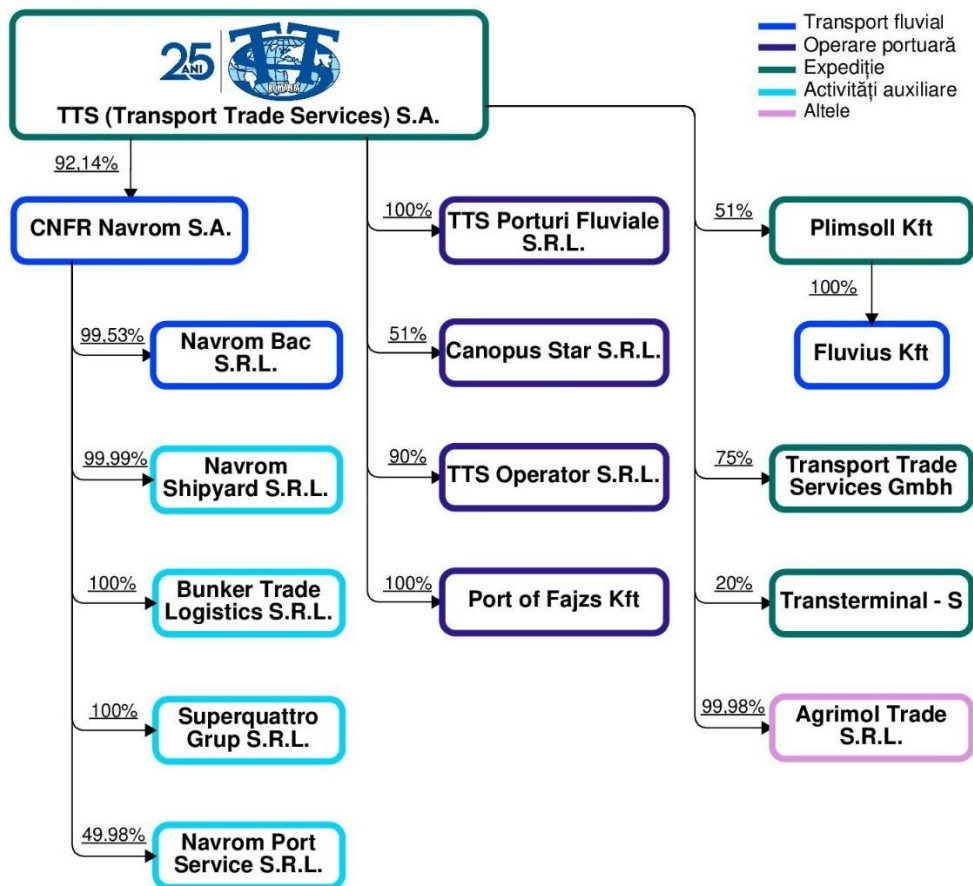 25
ANI
TTS
ROMANIA
TTS (Transport Trade Services) S.A.
Transport fluvial
Operare portuară
Expediție
Activități auxiliare
Altele
92,14%
CNFR Navrom S.A.
99,53%
Navrom Bac
S.R.L.
99,99%
Navrom
Shipyard S.R.L.
100%
Bunker Trade
Logistics S.R.L.
100%
Superquattro
Grup S.R.L.
49.98%
Navrom Port
Service S.R.L.
100%
TTS Porturi Fluviale
S.R.L.
51%
Canopus Star S.R.L.
90%
TTS Operator S.R.L.
100%
Port of Fajzs Kft
51%
Plimsoll Kft
100%
Fluvius Kft
75%
Transport Trade
Services Gmbh
20%
Transterminal - S
99,98%
Agrimol Trade
S.R.L.